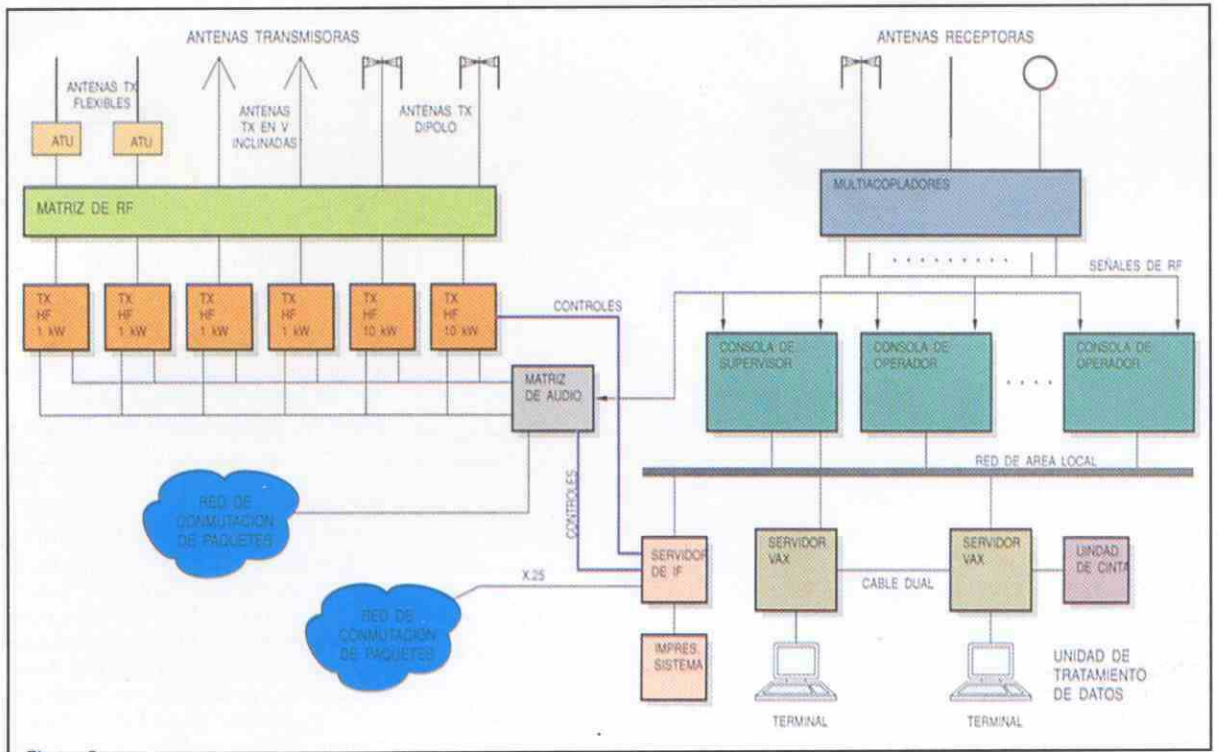 ANTENAS TRANSMISORAS
ANTENAS RECEPTORAS
ANTENAS TX
FLEXIBLES
ANTENAS
TX EN V
INCLINADAS
ANTENAS TX
DIPOLO
ATU
ATU
MATRIZ DE RF
MULTIACOPLADORES
SEÑALES DE RF
TX
HF
1 kW
TX
HF
1 kW
TX
HF
1 kW
TX
HF
1 kW
TX
HF
10 kW
TX
HF
10 kW
CONTROLES
MATRIZ
DE AUDIO
CONSOLA DE
SUPERVISOR
CONSOLA DE
OPERADOR
CONSOLA DE
OPERADOR
RED DE AREA LOCAL
RED DE
CONMUTACION
DE PAQUETES
CONTROLES
X.25
RED DE
CONMUTACION
DE PAQUETES
SERVIDOR
DE IF
SERVIDOR
VAX
CABLE DUAL
SERVIDOR
VAX
UINDAD
DE CINTA
IMPRES.
SISTEMA
TERMINAL
TERMINAL
UNIDAD DE
TRATAMIENTO
DE DATOS